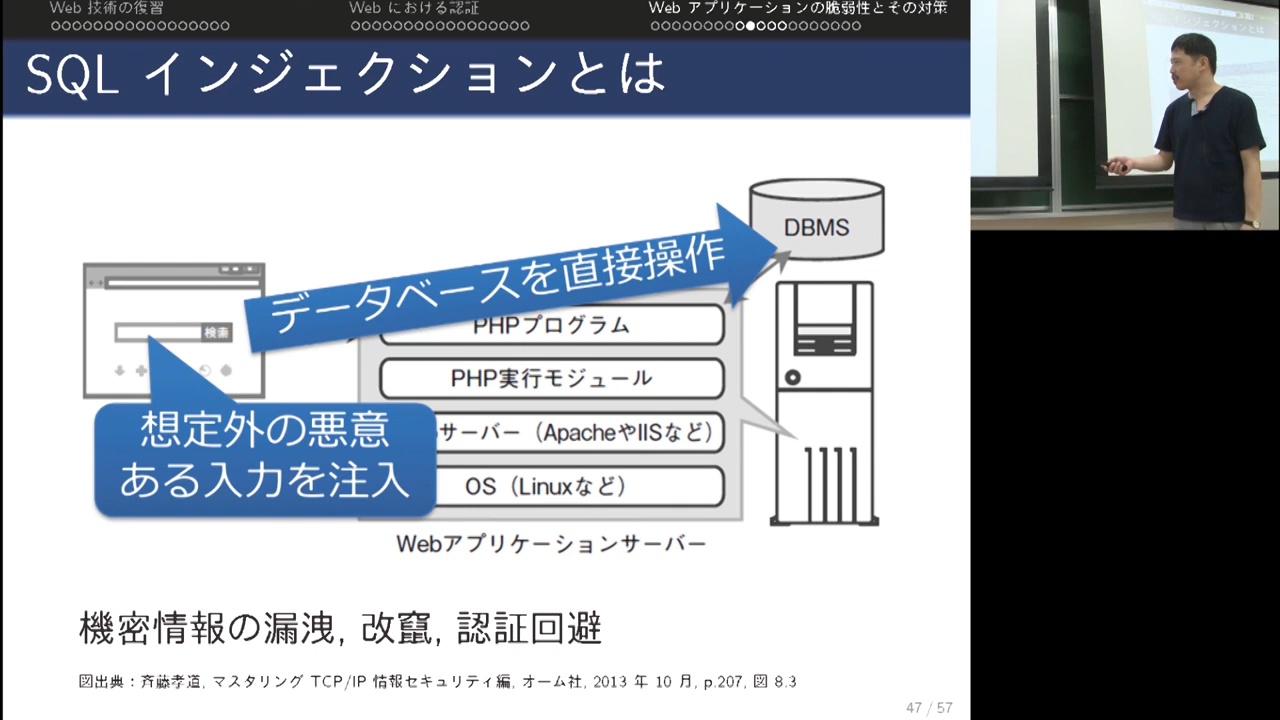 Web 技術の復習
Web における認証
Web アプリケーションの脆弱性とその対策
SQL インジェクションとは
DBMS
データベースを直接操作
検索
PHPプログラム
PHP実行モジュール
想定外の悪意
ある入力を注入
サーバー（ApacheやIISなど）
OS（Linuxなど）
Webアプリケーションサーバー
機密情報の漏洩, 改竄, 認証回避
図出典：斉藤孝道, マスタリング TCP/IP 情報セキュリティ編, オーム社, 2013 年 10 月, p.207, 図 8.3
47 / 57